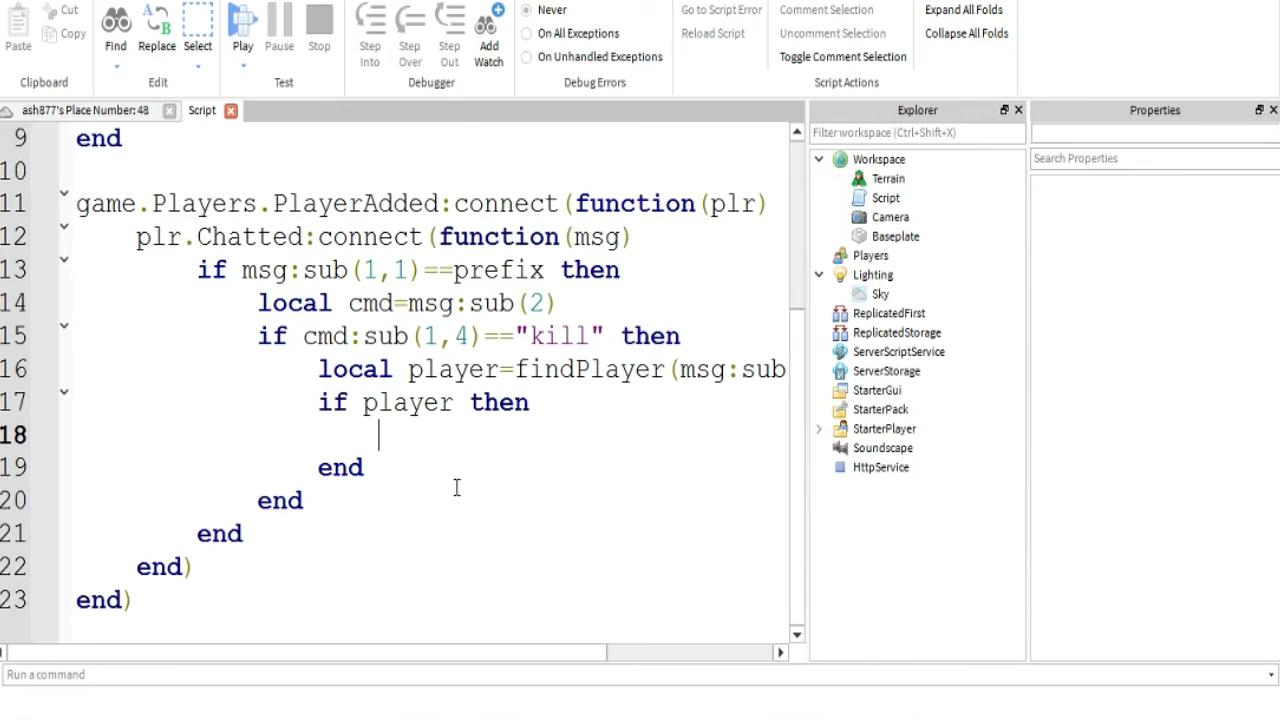 Cut
Copy
Paste
Clipboard
Find
Replace
Select
Edit
Play
Pause
Stop
Test
Step Into
Step Over
Step Out
Add Watch
Debugger
Never
On All Exceptions
On Unhandled Exceptions
Debug Errors
Go to Script Error
Reload Script
Comment Selection
Uncomment Selection
Toggle Comment Selection
Expand All Folds
Collapse All Folds
Script Actions
ash877's Place Number: 48
Script
9 end
10
11 game.Players.PlayerAdded:connect(function(plr)
12 plr.Chatted:connect(function(msg)
13 if msg:sub(1,1)==prefix then
14 local cmd=msg:sub(2)
15 if cmd:sub(1,4)=="kill" then
16 local player=findPlayer(msg:sub
17 if player then
18
19 end
20 end
21 end
22 end)
23 end)
Run a command
Explorer
Filter workspace (Ctrl+Shift+X)
Workspace
Terrain
Script
Camera
Baseplate
Players
Lighting
Sky
ReplicatedFirst
ReplicatedStorage
ServerScriptService
ServerStorage
StarterGui
StarterPack
StarterPlayer
Soundscape
HttpService
Properties
Search Properties